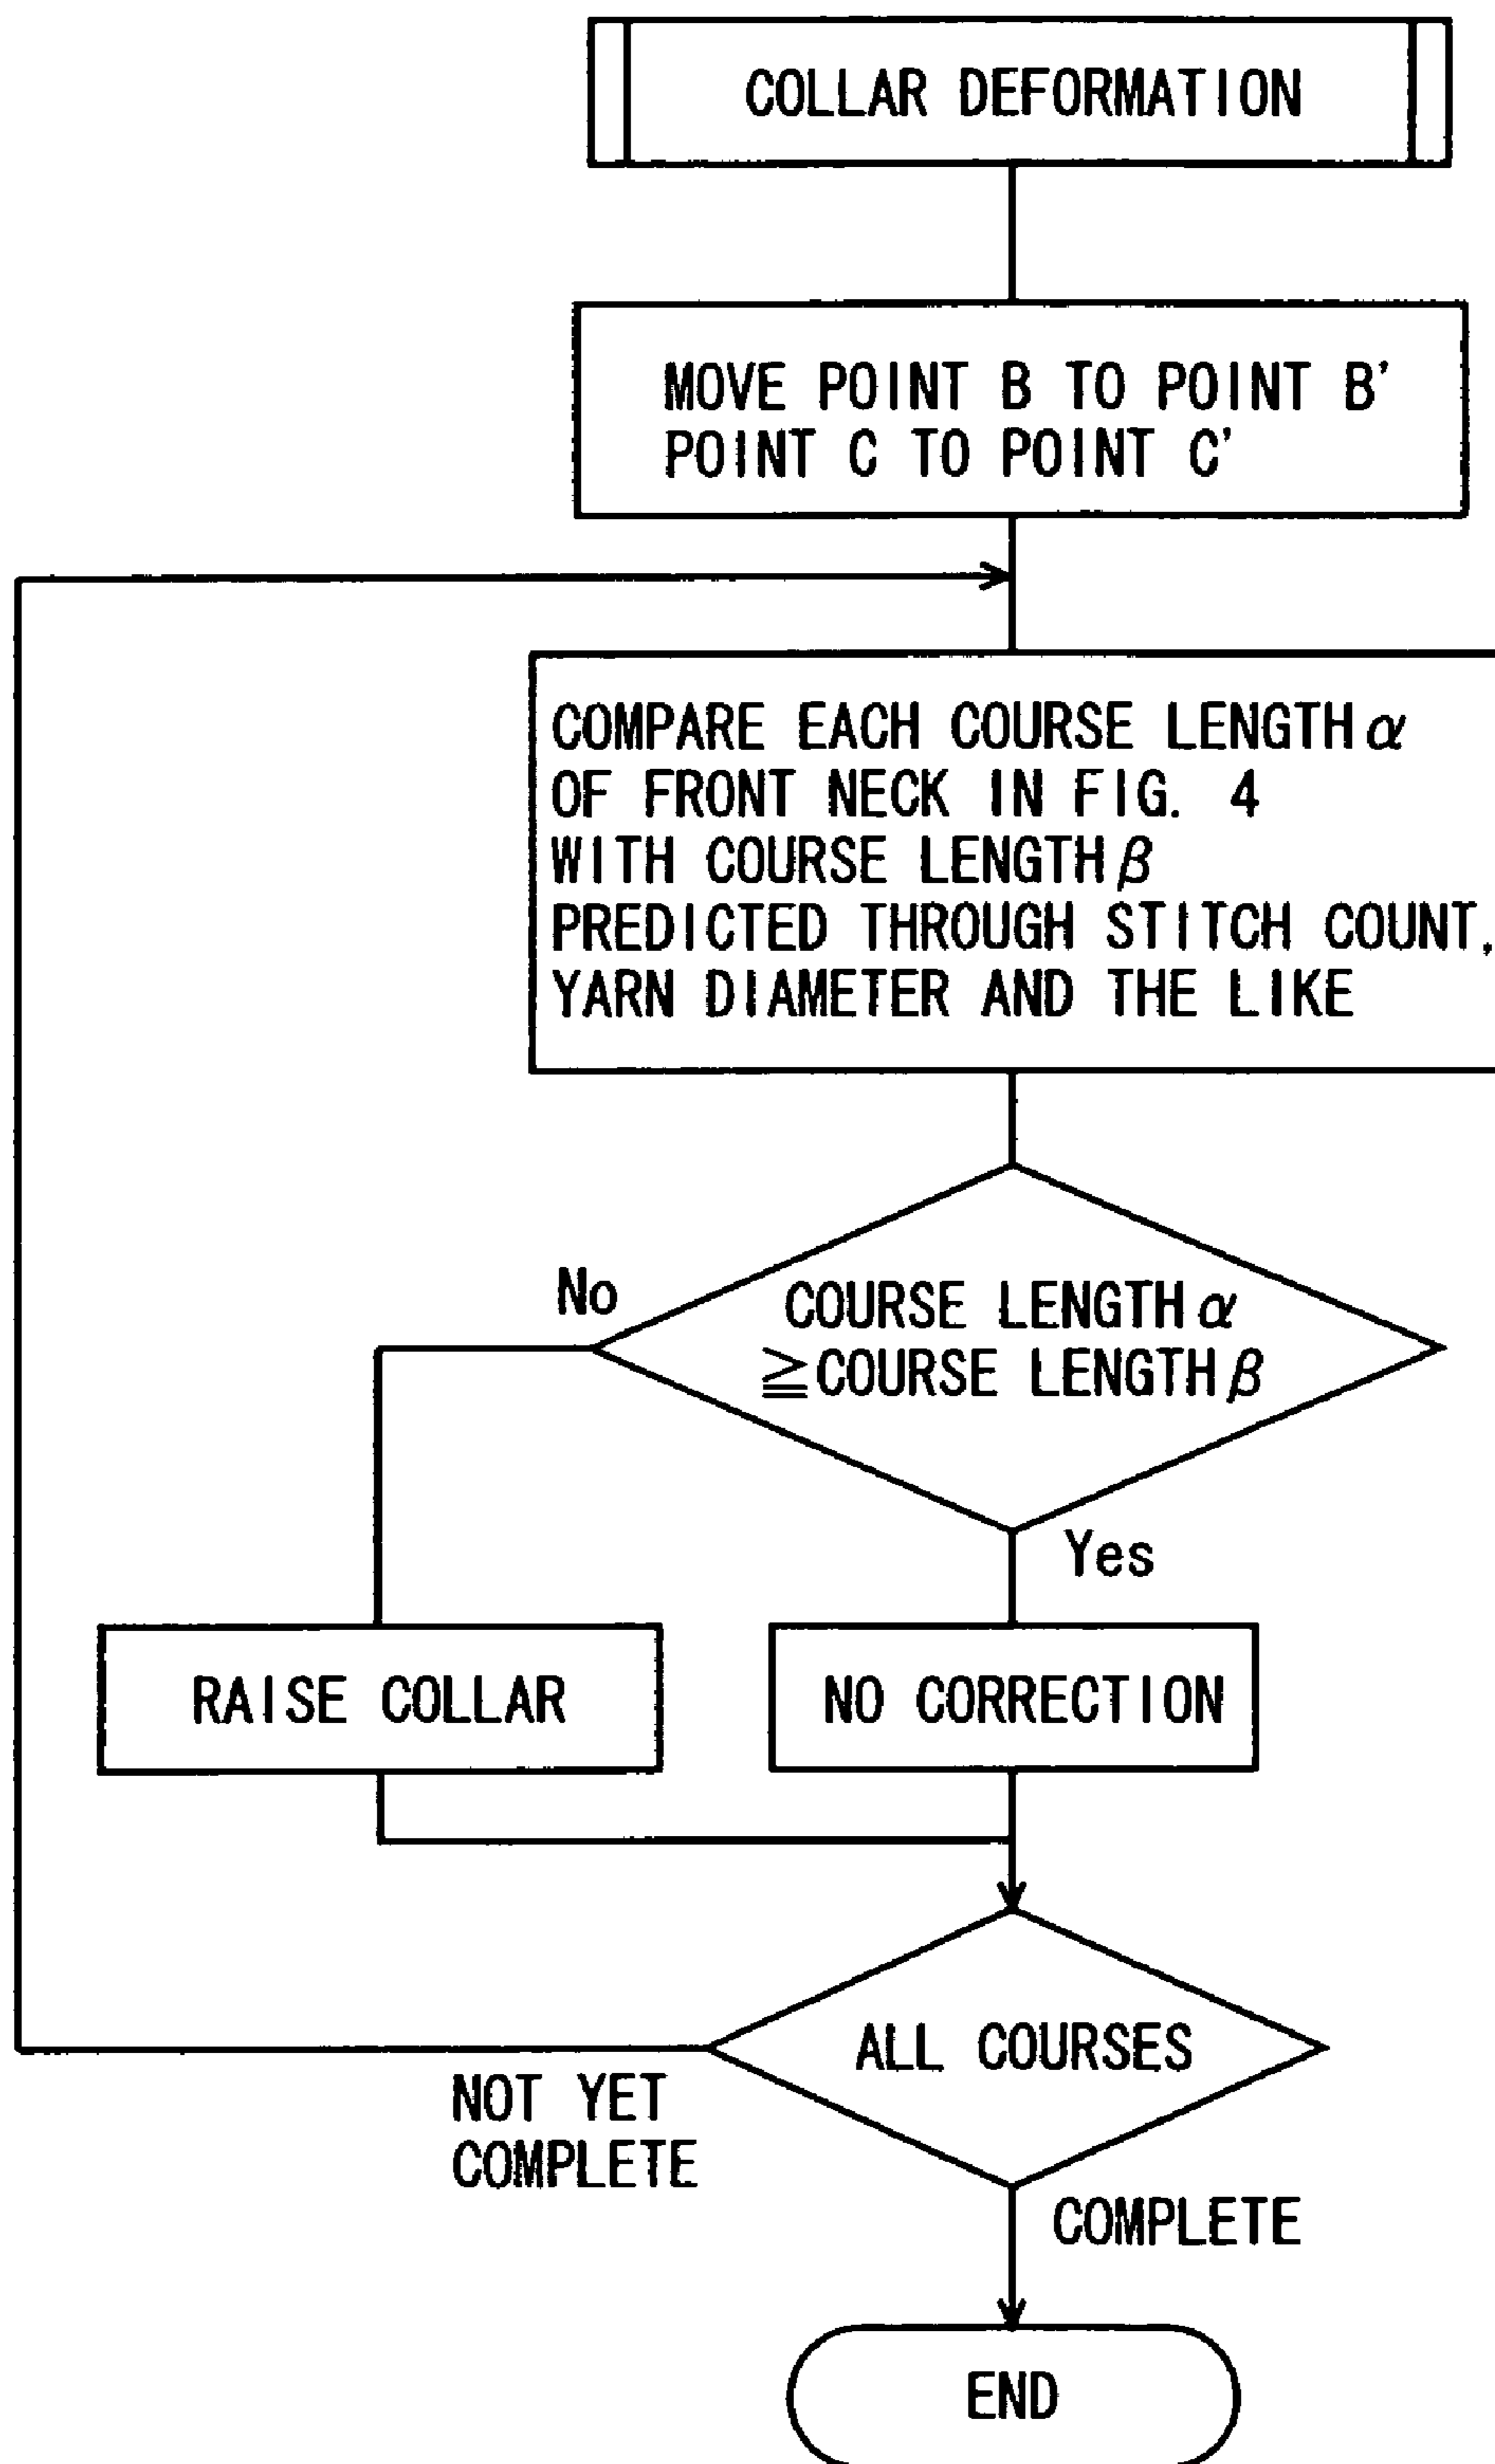 COLLAR DEFORMATION
MOVE POINT B TO POINT B'
POINT C TO POINT C'
COMPARE EACH COURSE LENGTH α
OF FRONT NECK IN FIG. 4
WITH COURSE LENGTH β
PREDICTED THROUGH STITCH COUNT,
YARN DIAMETER AND THE LIKE
No
COURSE LENGTH α
≧COURSE LENGTH β
Yes
RAISE COLLAR
NO CORRECTION
ALL COURSES
NOT YET
COMPLETE
COMPLETE
END